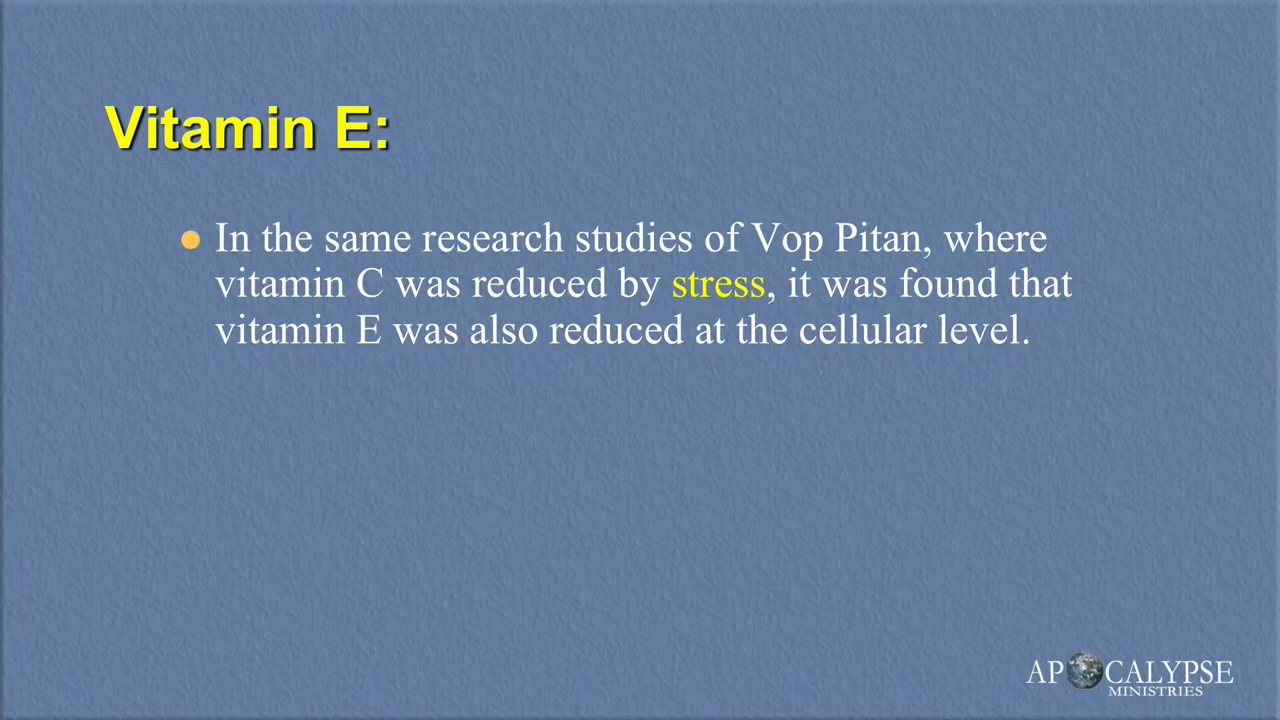 Vitamin E:
In the same research studies of Vop Pitan, where
vitamin C was reduced by stress, it was found that
vitamin E was also reduced at the cellular level.
APOCALYPSE
MINISTRIES